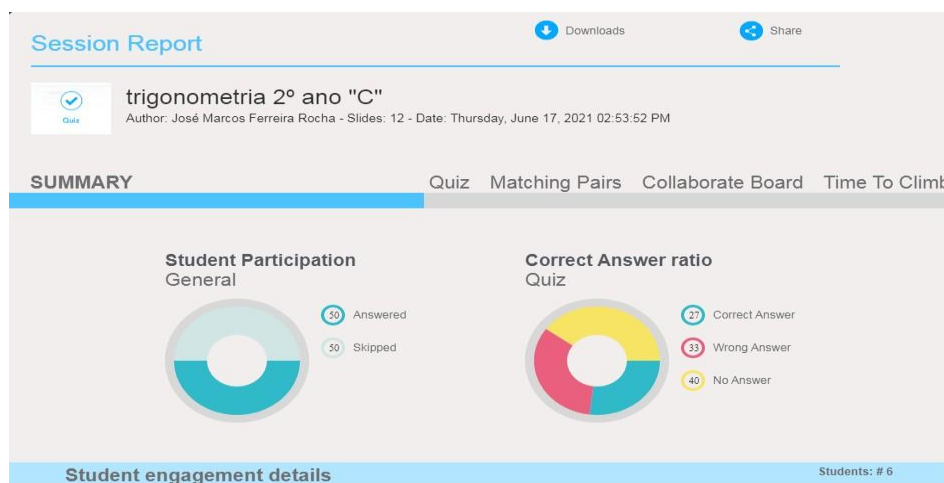 Downloads
Share
Session Report
Quiz
trigonometria 2º ano "C"
Author: José Marcos Ferreira Rocha - Slides: 12 - Date: Thursday, June 17, 2021 02:53:52 PM
SUMMARY
Quiz Matching Pairs Collaborate Board Time To Climb
Student Participation
General
50 Answered
50 Skipped
Correct Answer ratio
Quiz
27 Correct Answer
33 Wrong Answer
40 No Answer
Student engagement details
Students: # 6